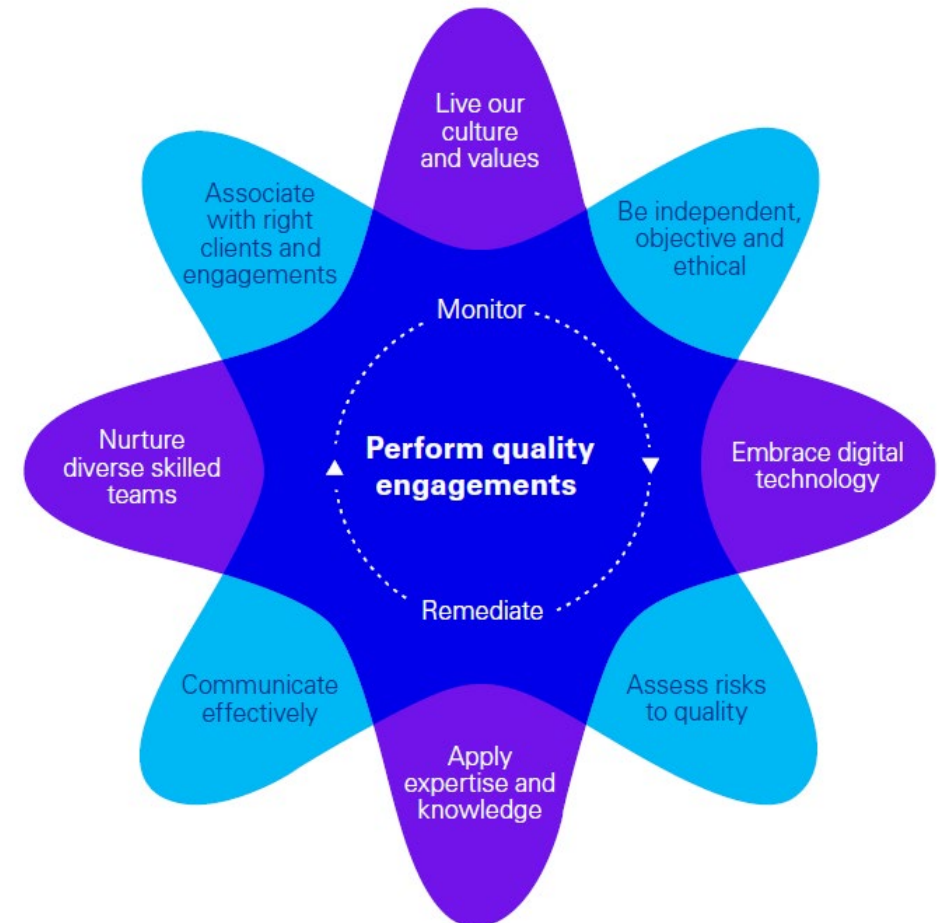 Live our
culture
and values
Be independent,
objective and
ethical
Embrace digital
technology
Assess risks
to quality
Apply
expertise and
knowledge
Communicate
effectively
Nurture
diverse skilled
teams
Associate
with right
clients and
engagements
Monitor
Perform quality
engagements
Remediate